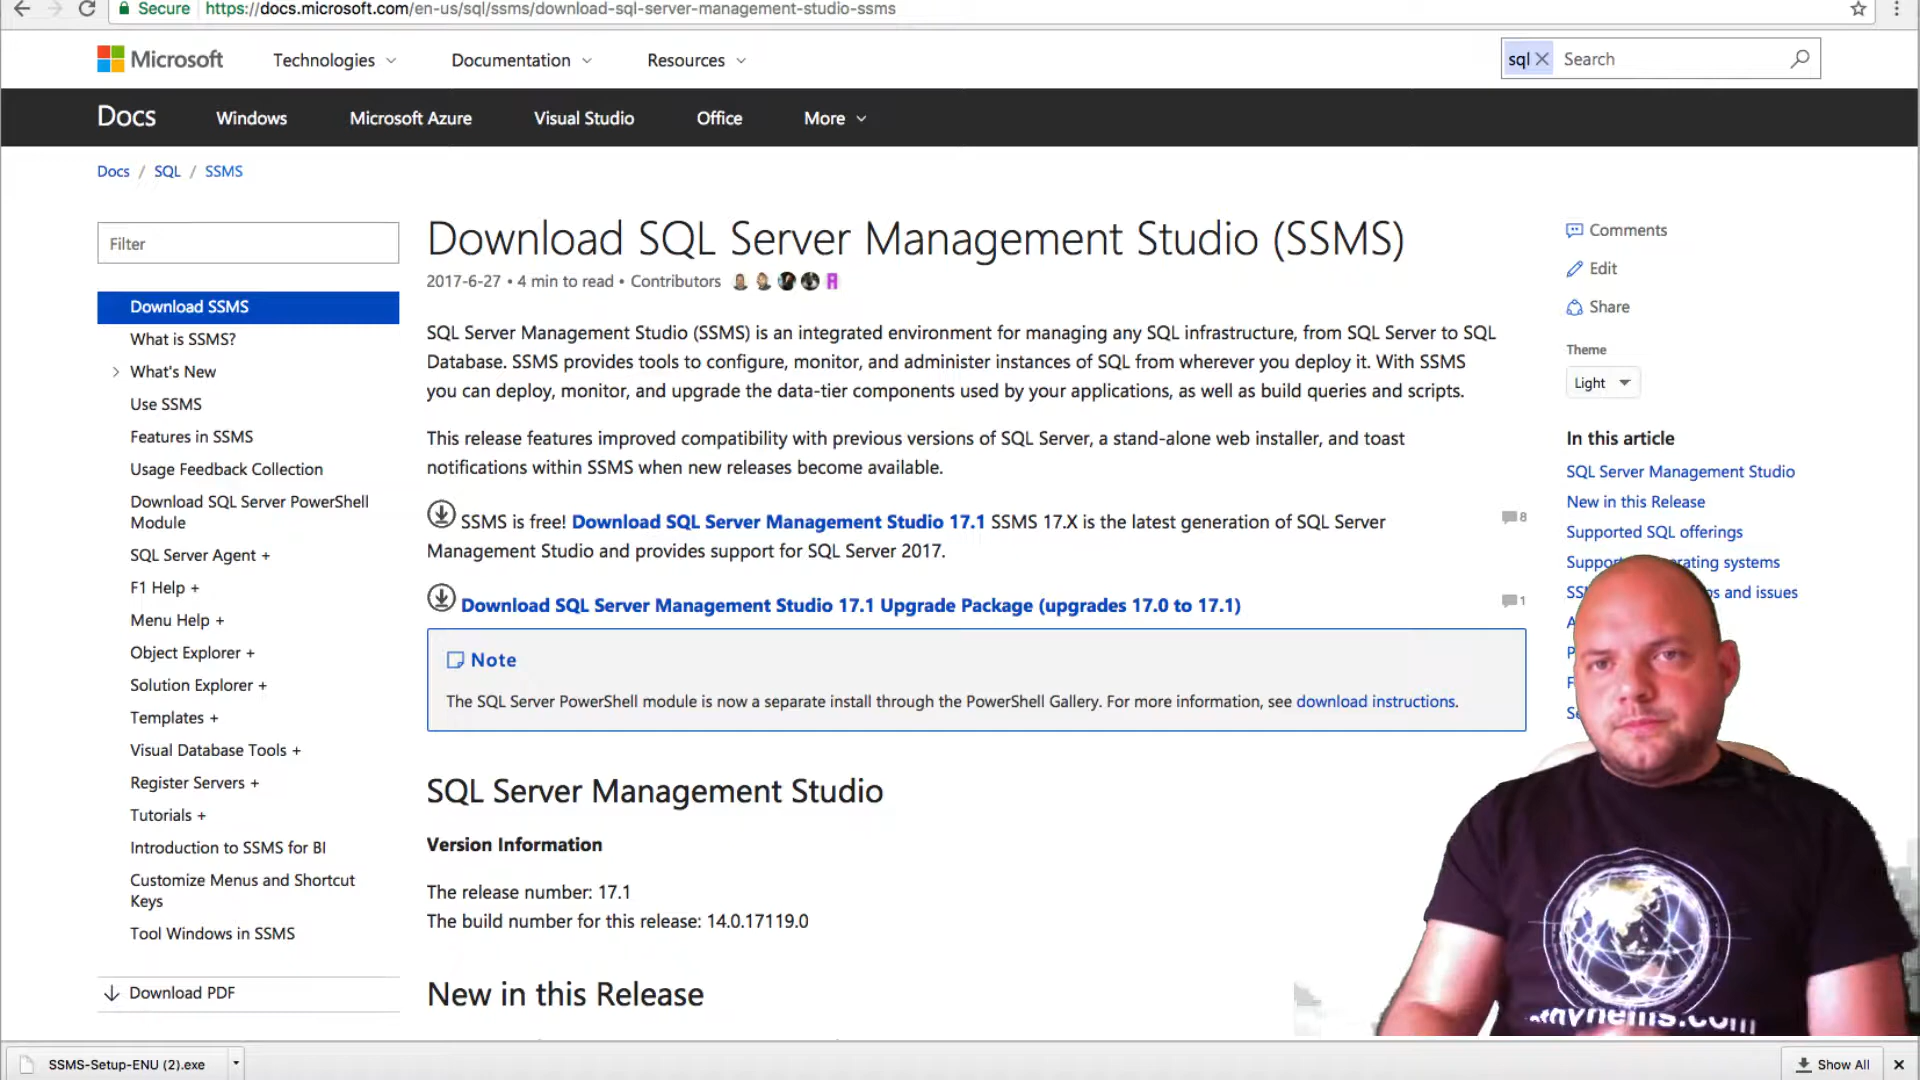 Secure https://docs.microsoft.com/en-us/sql/ssms/download-sql-server-management-studio-ssms
Microsoft Technologies Documentation Resources sql Search
Docs Windows Microsoft Azure Visual Studio Office More
Docs / SQL / SSMS
Filter
Download SSMS
What is SSMS?
What's New
Use SSMS
Features in SSMS
Usage Feedback Collection
Download SQL Server PowerShell
Module
SQL Server Agent +
F1 Help +
Menu Help +
Object Explorer +
Solution Explorer +
Templates +
Visual Database Tools +
Register Servers +
Tutorials +
Introduction to SSMS for BI
Customize Menus and Shortcut
Keys
Tool Windows in SSMS
Download PDF
Download SQL Server Management Studio (SSMS)
2017-6-27 • 4 min to read • Contributors
SQL Server Management Studio (SSMS) is an integrated environment for managing any SQL infrastructure, from SQL Server to SQL
Database. SSMS provides tools to configure, monitor, and administer instances of SQL from wherever you deploy it. With SSMS
you can deploy, monitor, and upgrade the data-tier components used by your applications, as well as build queries and scripts.
This release features improved compatibility with previous versions of SQL Server, a stand-alone web installer, and toast
notifications within SSMS when new releases become available.
SSMS is free! Download SQL Server Management Studio 17.1 SSMS 17.X is the latest generation of SQL Server
Management Studio and provides support for SQL Server 2017.
8
Download SQL Server Management Studio 17.1 Upgrade Package (upgrades 17.0 to 17.1)
1
Note
The SQL Server PowerShell module is now a separate install through the PowerShell Gallery. For more information, see download instructions.
SQL Server Management Studio
Version Information
The release number: 17.1
The build number for this release: 14.0.17119.0
New in this Release
Comments
Edit
Share
Theme
Light
In this article
SQL Server Management Studio
New in this Release
Supported SQL offerings
systems
and issues
SSMS-Setup-ENU (2).exe
Show All